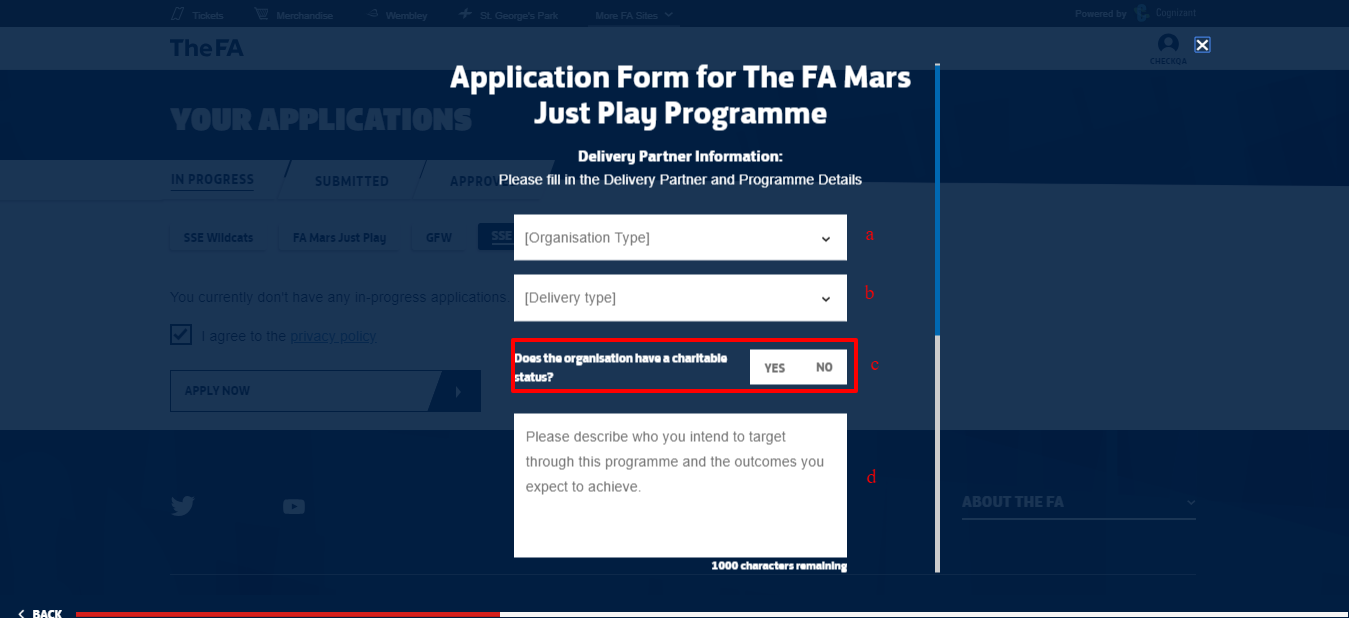 Tickets Merchandise Wembley St. George's Park More FA Sites Powered by Cognizant
TheFA
CHECKQA
Application Form for The FA Mars
Just Play Programme
YOUR APPLICATIONS
Delivery Partner Information:
Please fill in the Delivery Partner and Programme Details
IN PROGRESS SUBMITTED
SSE Wildcats FA Mars Just Play GFW SSE
[Organisation Type] a
[Delivery type] b
You currently don't have any in-progress applications.
I agree to the privacy policy
Does the organisation have a charitable
status?
YES NO c
APPLY NOW
Please describe who you intend to target
through this programme and the outcomes you
expect to achieve.
d
1000 characters remaining
ABOUT THE FA
BACK